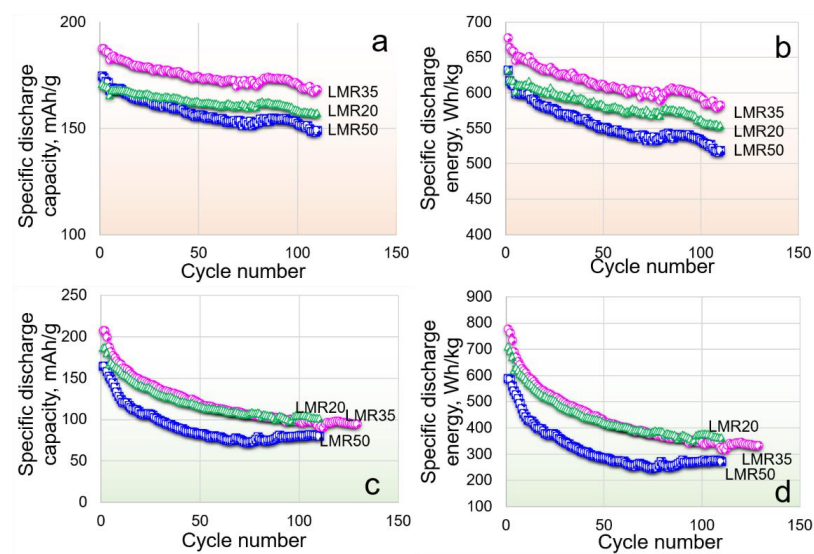 a
Specific discharge
capacity, mAh/g
200
150
100
LMR35
LMR20
LMR50
0
50
100
150
Cycle number
b
Specific discharge
energy, Wh/kg
700
650
600
550
500
450
400
LMR35
LMR20
LMR50
0
50
100
150
Cycle number
c
Specific discharge
capacity, mAh/g
250
200
150
100
50
0
LMR20
LMR35
LMR50
0
50
100
150
Cycle number
d
Specific discharge
energy, Wh/kg
900
800
700
600
500
400
300
200
100
LMR20
LMR35
LMR50
0
50
100
150
Cycle number